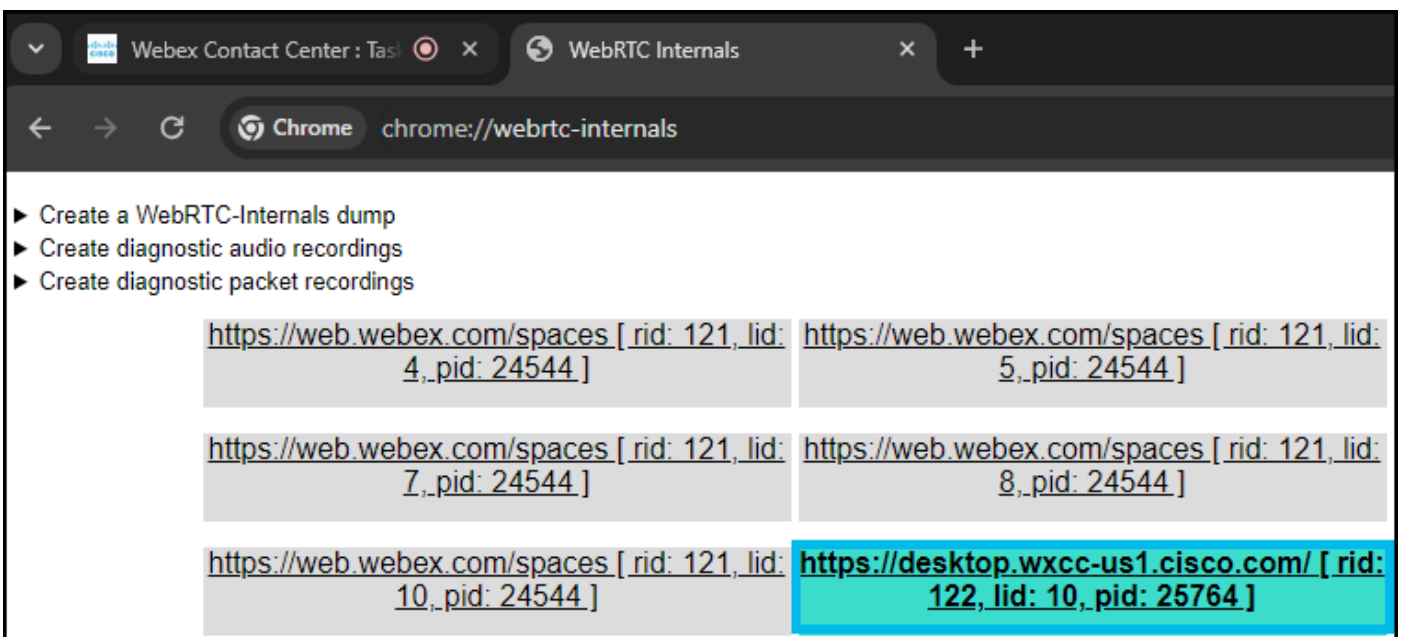 Webex Contact Center : Tas
WebRTC Internals
Chrome chrome://webrtc-internals
Create a WebRTC-Internals dump
Create diagnostic audio recordings
Create diagnostic packet recordings
https://web.webex.com/spaces [ rid: 121, lid:
4, pid: 24544 ]
https://web.webex.com/spaces [ rid: 121, lid:
5, pid: 24544 ]
https://web.webex.com/spaces [ rid: 121, lid:
7, pid: 24544 ]
https://web.webex.com/spaces [ rid: 121, lid:
8, pid: 24544 ]
https://web.webex.com/spaces [ rid: 121, lid:
10, pid: 24544 ]
https://desktop.wxcc-us1.cisco.com/ [ rid:
122, lid: 10, pid: 25764 ]